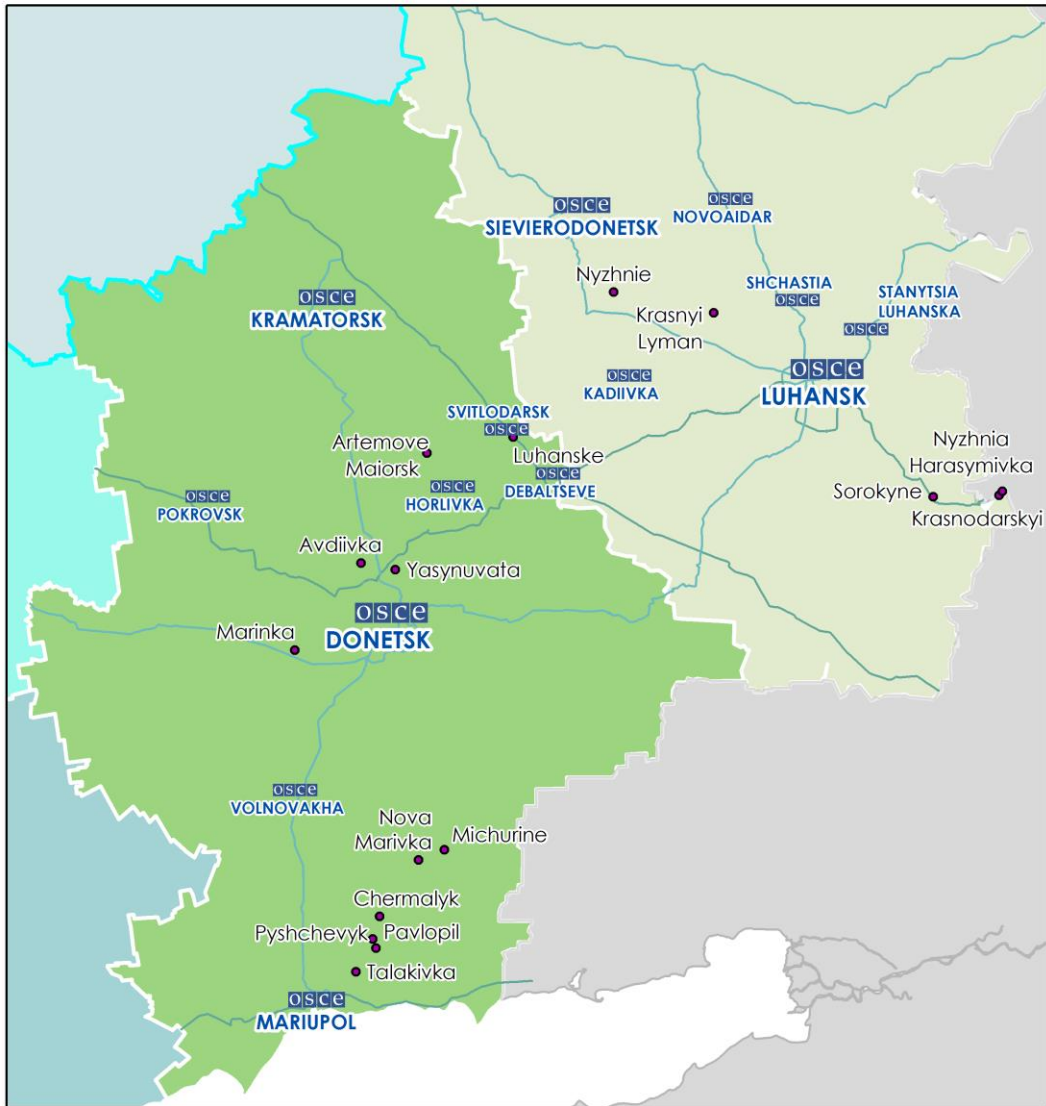 osce
SIEVIERODONETSK
osce
NOVOAIDAR
Nyzhnie
SHCHASTIA
osce
STANYTSIA
LUHANSKA
osce
osce
KRAMATORSK
Krasnyi
Lyman
osce
LUHANSK
osce
KADIIVKA
SVITLODARSK
osce
Artemove
Maiorsk
Luhanske
osce
DEBALTSEVE
Nyzhnia
Harasymivka
Sorokyne
Krasnodarskyi
osce
HORLIVKA
osce
POKROVSK
Avdiivka
Yasynuvata
osce
DONETSK
Marinka
osce
VOLNOVAKHA
Nova
Marivka
Michurine
Chermalyk
Pyshchevyk
Pavlopil
Talakivka
osce
MARIUPOL